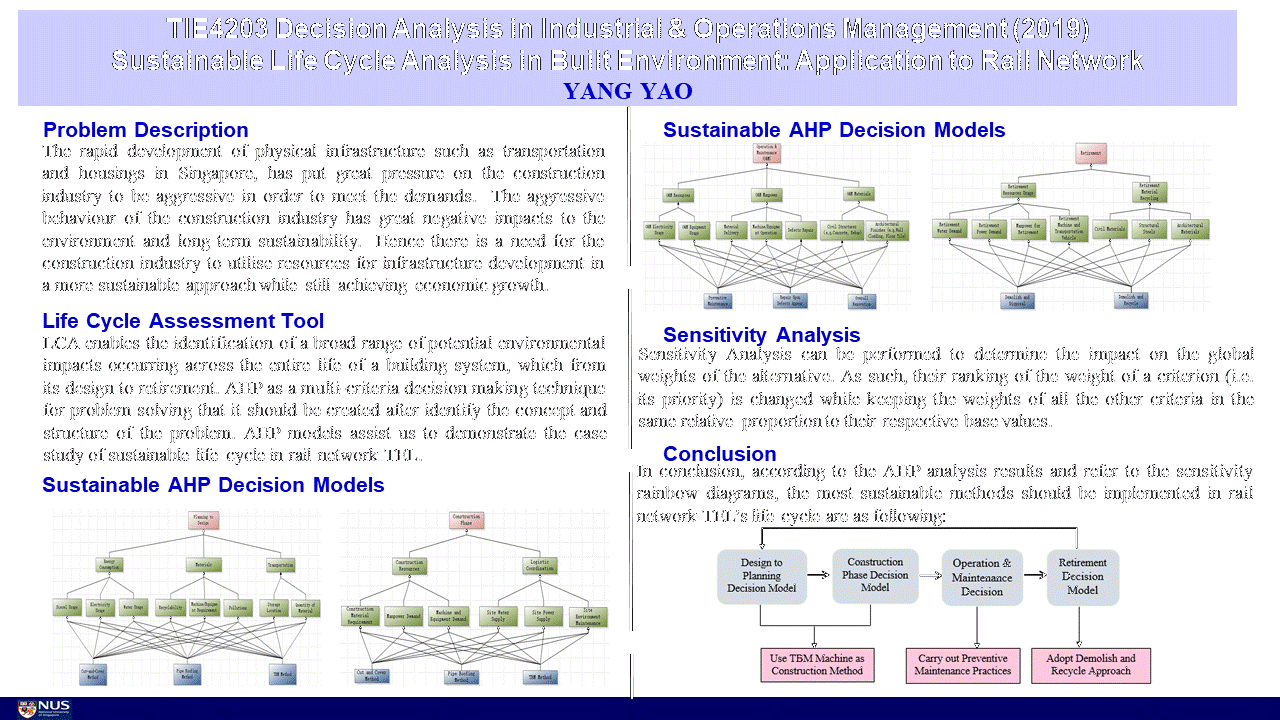 TIE4203 Decision Analysis in Industrial & Operations Management (2019)
Sustainable Life Cycle Analysis in Built Environment: Application to Rail Network
YANG YAO
Problem Description
The rapid development of physical infrastructure such as transportation
and housings in Singapore, has put great pressure on the construction
industry to be aggressive in order to meet the demands. The aggressive
behaviour of the construction industry has great negative impacts to the
environment including eroic sustainability. Hence there is a need for the
construction industry to utilise resources for infrastructure development in
a more sustainable approach while still achieving economic growth.
Life Cycle Assessment Tool
LCA enables the identification of a broad range of potential environmental
impacts occurring across the entire life of a building system, which from
its design to retirement. AHP as a multi criteria decision making technique
for problem solving that it should be created after identify the concept and
structure of the problem. AHP models assist us to demonstrate the case
study of sustainable life cycle in rail network TEL.
Sustainable AHP Decision Models
Planning to
Design
Energy
Consumption
Materials
Transportation
Diesel Usage
Electricity
Usage
Water Usage
Recyclability
Machine/Equipment
Requirement
Pollutions
Storage
Location
Quantity of
Material
Cut-and-Cover
Method
Pipe Roofing
Method
TBM Method
Construction
Phase
Construction
Resources
Logistic
Coordination
Construction
Material
Requirement
Manpower Demand
Machine and
Equipment Demand
Site Water
Supply
Site Power
Supply
Site
Environment
Maintenance
Cut and Cover
Method
Pipe Roofing
Method
TBM Method
Sustainable AHP Decision Models
Operation &
Maintenance
(O&M)
O&M Resources
O&M Manpower
O&M Materials
O&M Electricity
Usage
O&M Equipment
Usage
Material
Delivery
Machine/Equipment
Operation
Defects Repair
Civil Structures
(e.g.Concrete, Rebar)
Architectural
Finishes (e.g.Wall
Cladding, Floor Tile)
Preventive
Maintenance
Repair Upon
Defects Appear
Overall
Renovation
Retirement
Retirement
Resources Usage
Retirement
Material
Recycling
Retirement
Water Demand
Retirement
Power Demand
Manpower for
Retirement
Retirement
Machine and
Transportation
Vehicle
Civil Materials
Structural
Steels
Architectural
Materials
Demolish and
Disposal
Demolish and
Recycle
Sensitivity Analysis
Sensitivity Analysis can be performed to determine the impact on the global
weights of the alternative. As such, their ranking of the weight of a criterion (i.e.
its priority) is changed while keeping the weights of all the other criteria in the
same relative proportion to their respective base values.
Conclusion
In conclusion, according to the AHP analysis results and refer to the sensitivity
rainbow diagrams, the most sustainable methods should be implemented in rail
network TEL's life cycle are as following:
Design to
Planning
Decision Model
Construction
Phase Decision
Model
Operation &
Maintenance
Decision
Retirement
Decision
Model
Use TBM Machine as
Construction Method
Carry out Preventive
Maintenance Practices
Adopt Demolish and
Recycle Approach
NUS
National University
of Singapore